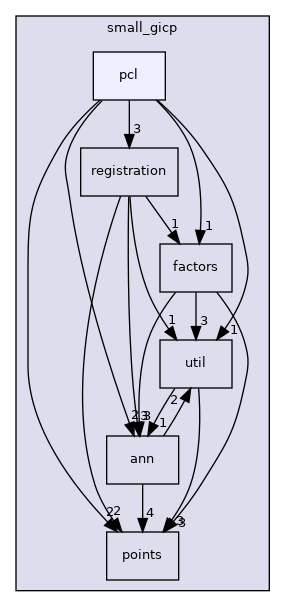 small_gicp
pcl
3
registration
1
1
factors
1
3
1
util
2
2
3
3
1
ann
4
2
2
3
3
points